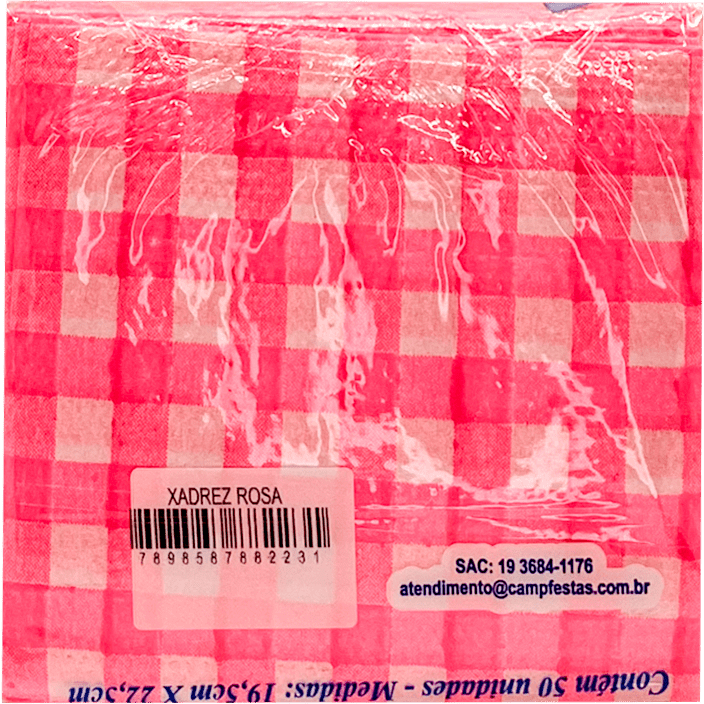 XADREZ ROSA
7898587882231
SAC: 19 3684-1176
atendimento@campfestas.com.br
Contém 50 unidades - Medidas: 19,5cm X 22,5cm